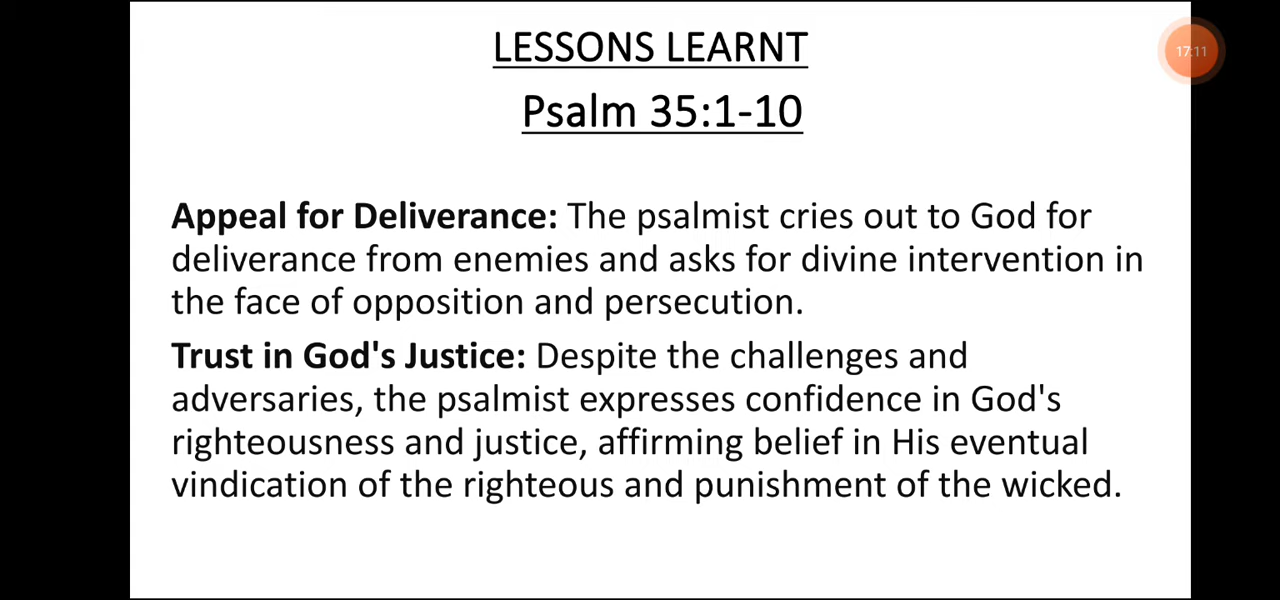 LESSONS LEARNT
17:11
Psalm 35:1-10
Appeal for Deliverance: The psalmist cries out to God for
deliverance from enemies and asks for divine intervention in
the face of opposition and persecution.
Trust in God's Justice: Despite the challenges and
adversaries, the psalmist expresses confidence in God's
righteousness and justice, affirming belief in His eventual
vindication of the righteous and punishment of the wicked.